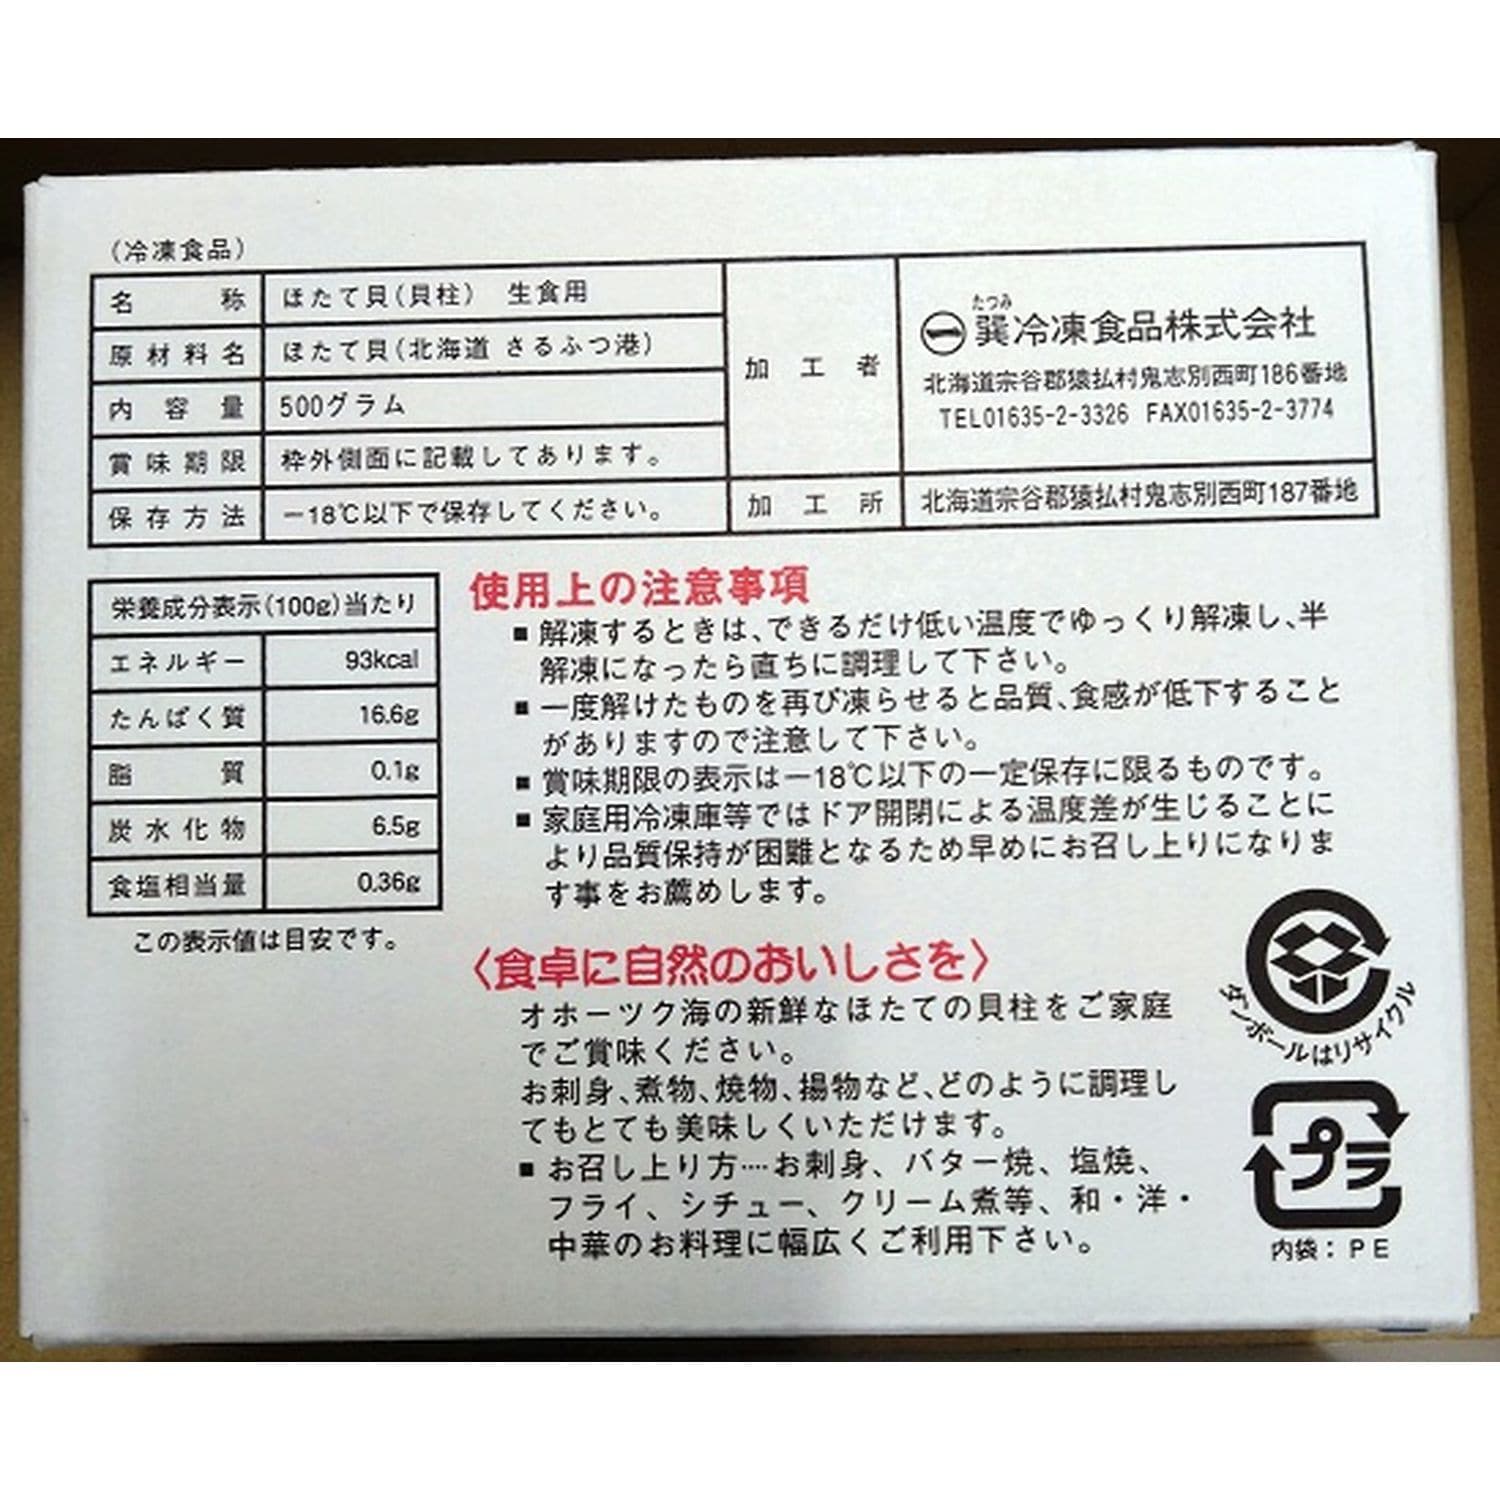 (冷凍食品)
名称 ほたて貝(貝柱) 生食用
原材料名 ほたて貝(北海道 さるふつ港)
内容量 500グラム
賞味期限 枠外側面に記載してあります。
保存方法 −18℃以下で保存してください。
加工者
たつみ
㊀巽冷凍食品株式会社
北海道宗谷郡猿払村鬼志別西町186番地
TEL01635-2-3326 FAX01635-2-3774
加工所 北海道宗谷郡猿払村鬼志別西町187番地
栄養成分表示(100g)当たり
エネルギー 93kcal
たんぱく質 16.6g
脂質 0.1g
炭水化物 6.5g
食塩相当量 0.36g
この表示値は目安です。
使用上の注意事項
■ 解凍するときは、できるだけ低い温度でゆっくり解凍し、半
解凍になったら直ちに調理して下さい。
■ 一度解けたものを再び凍らせると品質、食感が低下すること
がありますので注意して下さい。
■ 賞味期限の表示は−18℃以下の一定保存に限るものです。
■ 家庭用冷凍庫等ではドア開閉による温度差が生じることに
より品質保持が困難となるため早めにお召し上りになりま
す事をお薦めします。
〈食卓に自然のおいしさを〉
オホーツク海の新鮮なほたての貝柱をご家庭
でご賞味ください。
お刺身、煮物、焼物、揚物など、どのように調理し
てもとても美味しくいただけます。
■ お召し上り方‥‥お刺身、バター焼、塩焼、
フライ、シチュー、クリーム煮等、和・洋・
中華のお料理に幅広くご利用下さい。
ダンボールはリサイクル
プラ
内袋：PE